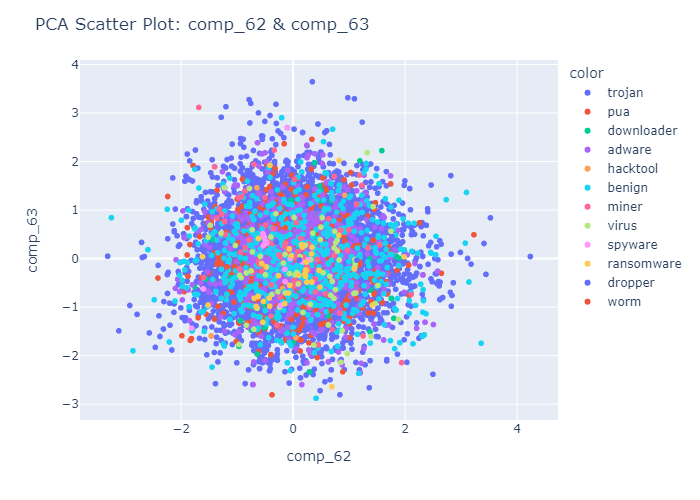 PCA Scatter Plot: comp_62 & comp_63
color
trojan
pua
downloader
adware
hacktool
benign
miner
virus
spyware
ransomware
dropper
worm
comp_63
4
3
2
1
0
−1
−2
−3
−2
0
2
4
comp_62